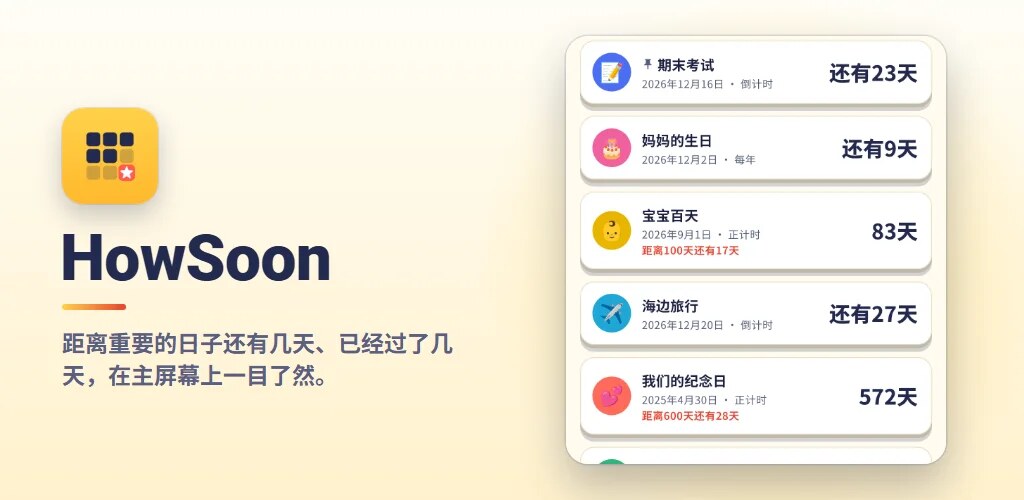 HowSoon
距离重要的日子还有几天、已经过了几
天，在主屏幕上一目了然。
期末考试
2026年12月16日 · 倒计时
还有23天
妈妈的生日
2026年12月2日 · 每年
还有9天
宝宝百天
2026年9月1日 · 正计时
距离100天还有17天
83天
海边旅行
2026年12月20日 · 倒计时
还有27天
我们的纪念日
2025年4月30日 · 正计时
距离600天还有28天
572天